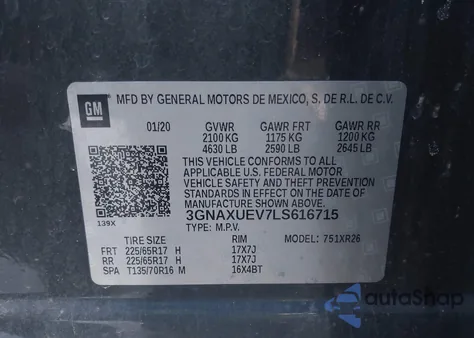 GM
MFD BY GENERAL MOTORS DE MEXICO, S. DE R.L. DE C.V.
01/20 GVWR GAWR FRT GAWR RR
2100 KG 1175 KG 1200 KG
4630 LB 2590 LB 2645 LB
THIS VEHICLE CONFORMS TO ALL
APPLICABLE U.S. FEDERAL MOTOR
VEHICLE SAFETY AND THEFT
PREVENTION STANDARDS IN EFFECT
ON THE DATE OF MANUFACTURE
SHOWN ABOVE.
3GNAXUEV7LS616715
139X TYPE: M.P.V. MODEL: 751XR26
TIRE SIZE RIM
FRT 225/65R17 H 17X7J
RR 225/65R17 H 17X7J
SPA T135/70R16 M 16X4BT
autoSnap